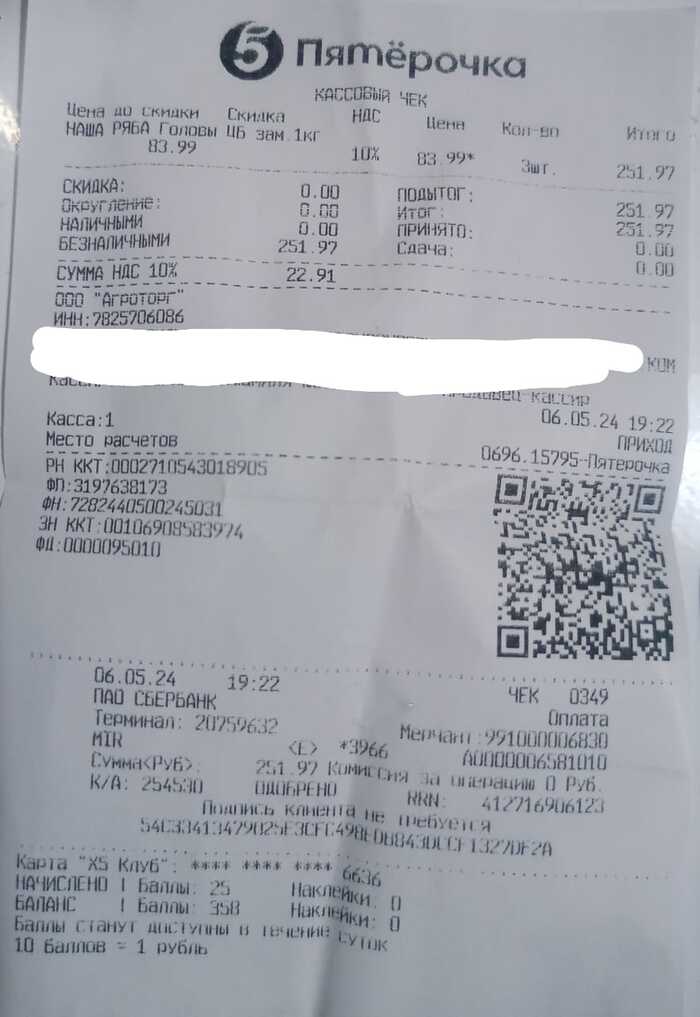 5 Пятёрочка
КАССОВЫЙ ЧЕК
Цена до скидки Скидка НДС Цена Кол-во Итого
НАША РЯБА Головы ЦБ зам.1кг
83.99 10% 83.99* 3шт. 251.97
СКИДКА: 0.00 ПОДЫТОГ: 251.97
Округление: 0.00 Итог: 251.97
НАЛИЧНЫМИ 0.00 ПРИНЯТО: 0.00
БЕЗНАЛИЧНЫМИ 251.97 Сдача: 0.00
СУММА НДС 10% 22.91
ООО "Агроторг"
ИНН:7825706086
КОМ
Продавец-кассир
06.05.24 19:22
Касса:1 ПРИХОД
Место расчетов 0696.15795-Пятерочка
РН ККТ:0002710543018905
ФП:3197638173
ФН:7282440500245031
ЗН ККТ:00106908583974
ФД:0000095010
06.05.24 19:22 ЧЕК 0349
ПАО СБЕРБАНК Оплата
Терминал: 20759632 Мерчант:991000006830
MIR <E> *3966 A0000006581010
Сумма<Руб>: 251.97 Комиссия за операцию 0 Руб.
К/А: 254530 ОДОБРЕНО RRN: 412716906123
Подпись клиента не требуется
Карта "X5 Клуб": **** **** **** 6636
НАЧИСЛЕНО | Баллы: 25 Наклейки: 0
БАЛАНС | Баллы: 358 Наклейки: 0
Баллы станут доступны в течение суток
10 баллов = 1 рубль